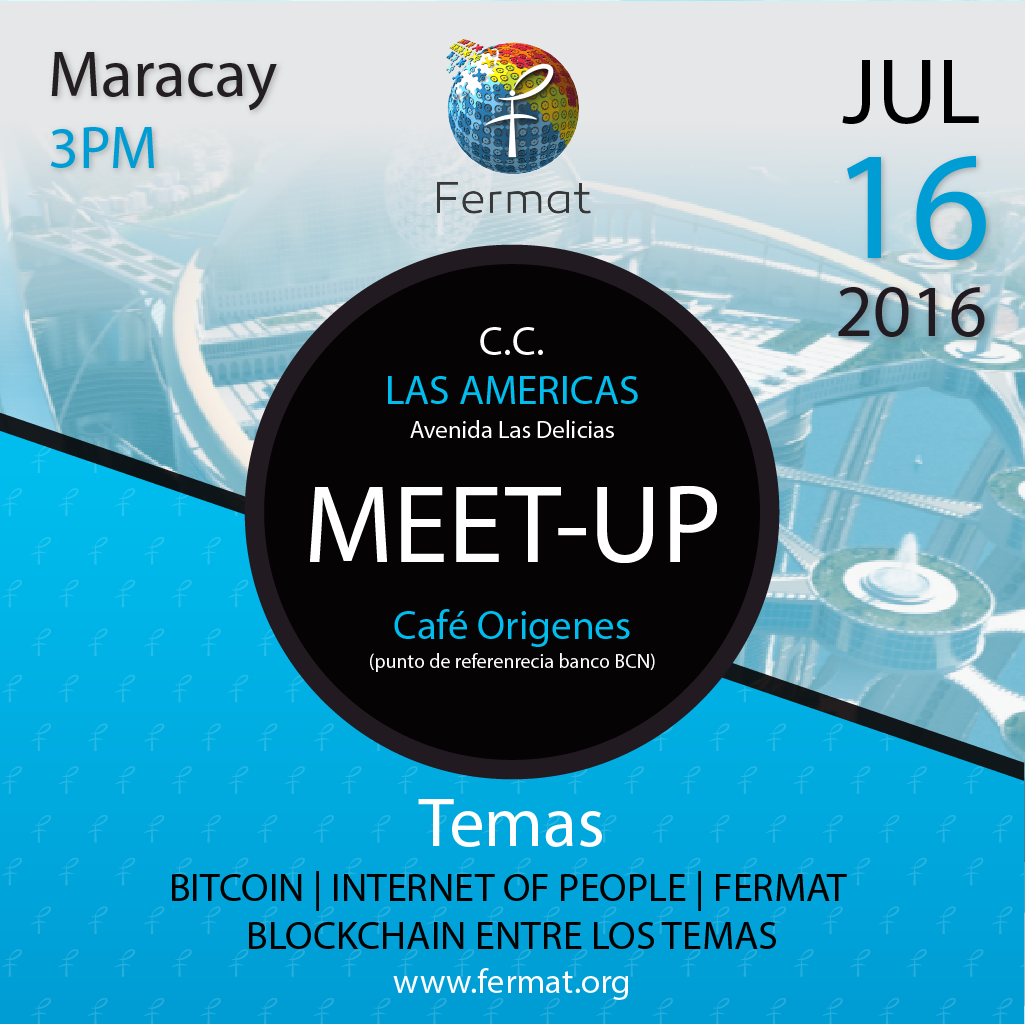 Maracay
3PM
Fermat
JUL
16
2016
C.C.
LAS AMERICAS
Avenida Las Delicias
MEET-UP
Café Origenes
(punto de referenrecia banco BCN)
Temas
BITCOIN | INTERNET OF PEOPLE | FERMAT
BLOCKCHAIN ENTRE LOS TEMAS
www.fermat.org